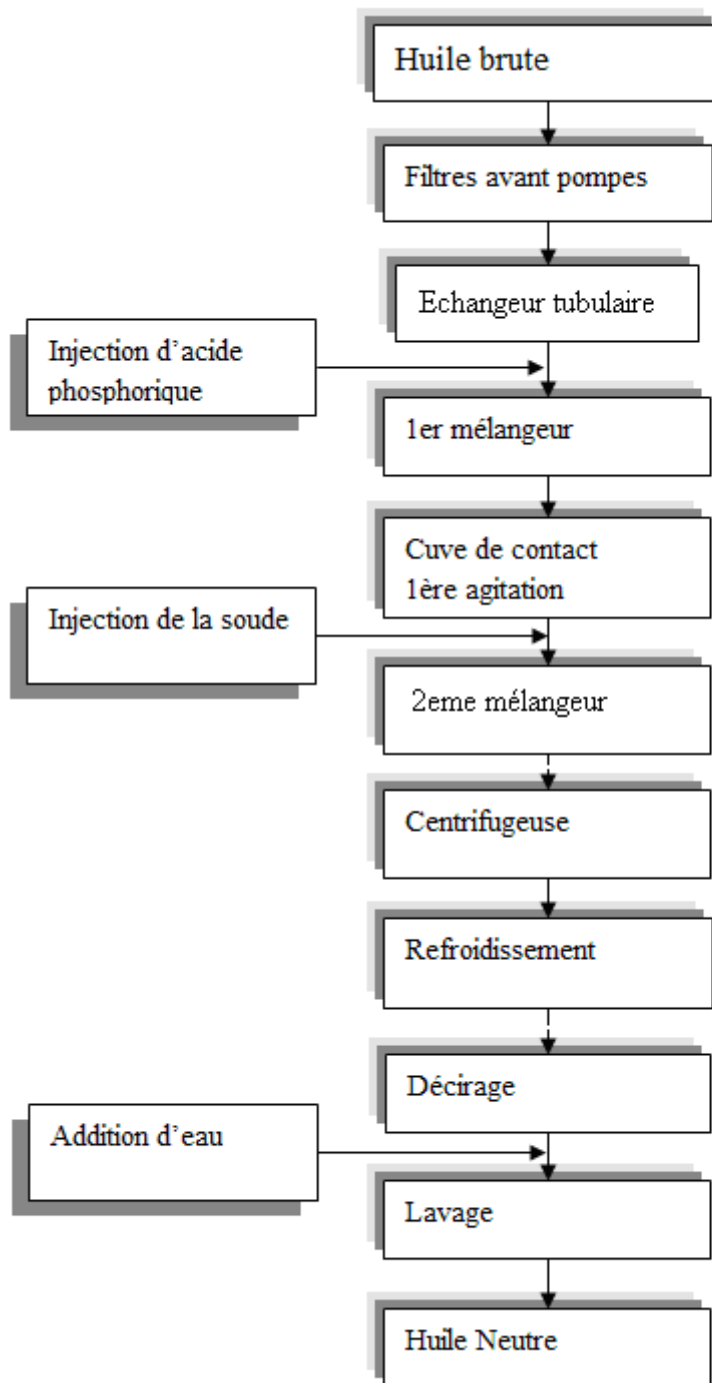 Huile brute
Filtres avant pompes
Echangeur tubulaire
Injection d'acide
phosphorique
1er mélangeur
Cuve de contact
1ère agitation
Injection de la soude
2eme mélangeur
Centrifugeuse
Refroidissement
Décirage
Addition d'eau
Lavage
Huile Neutre